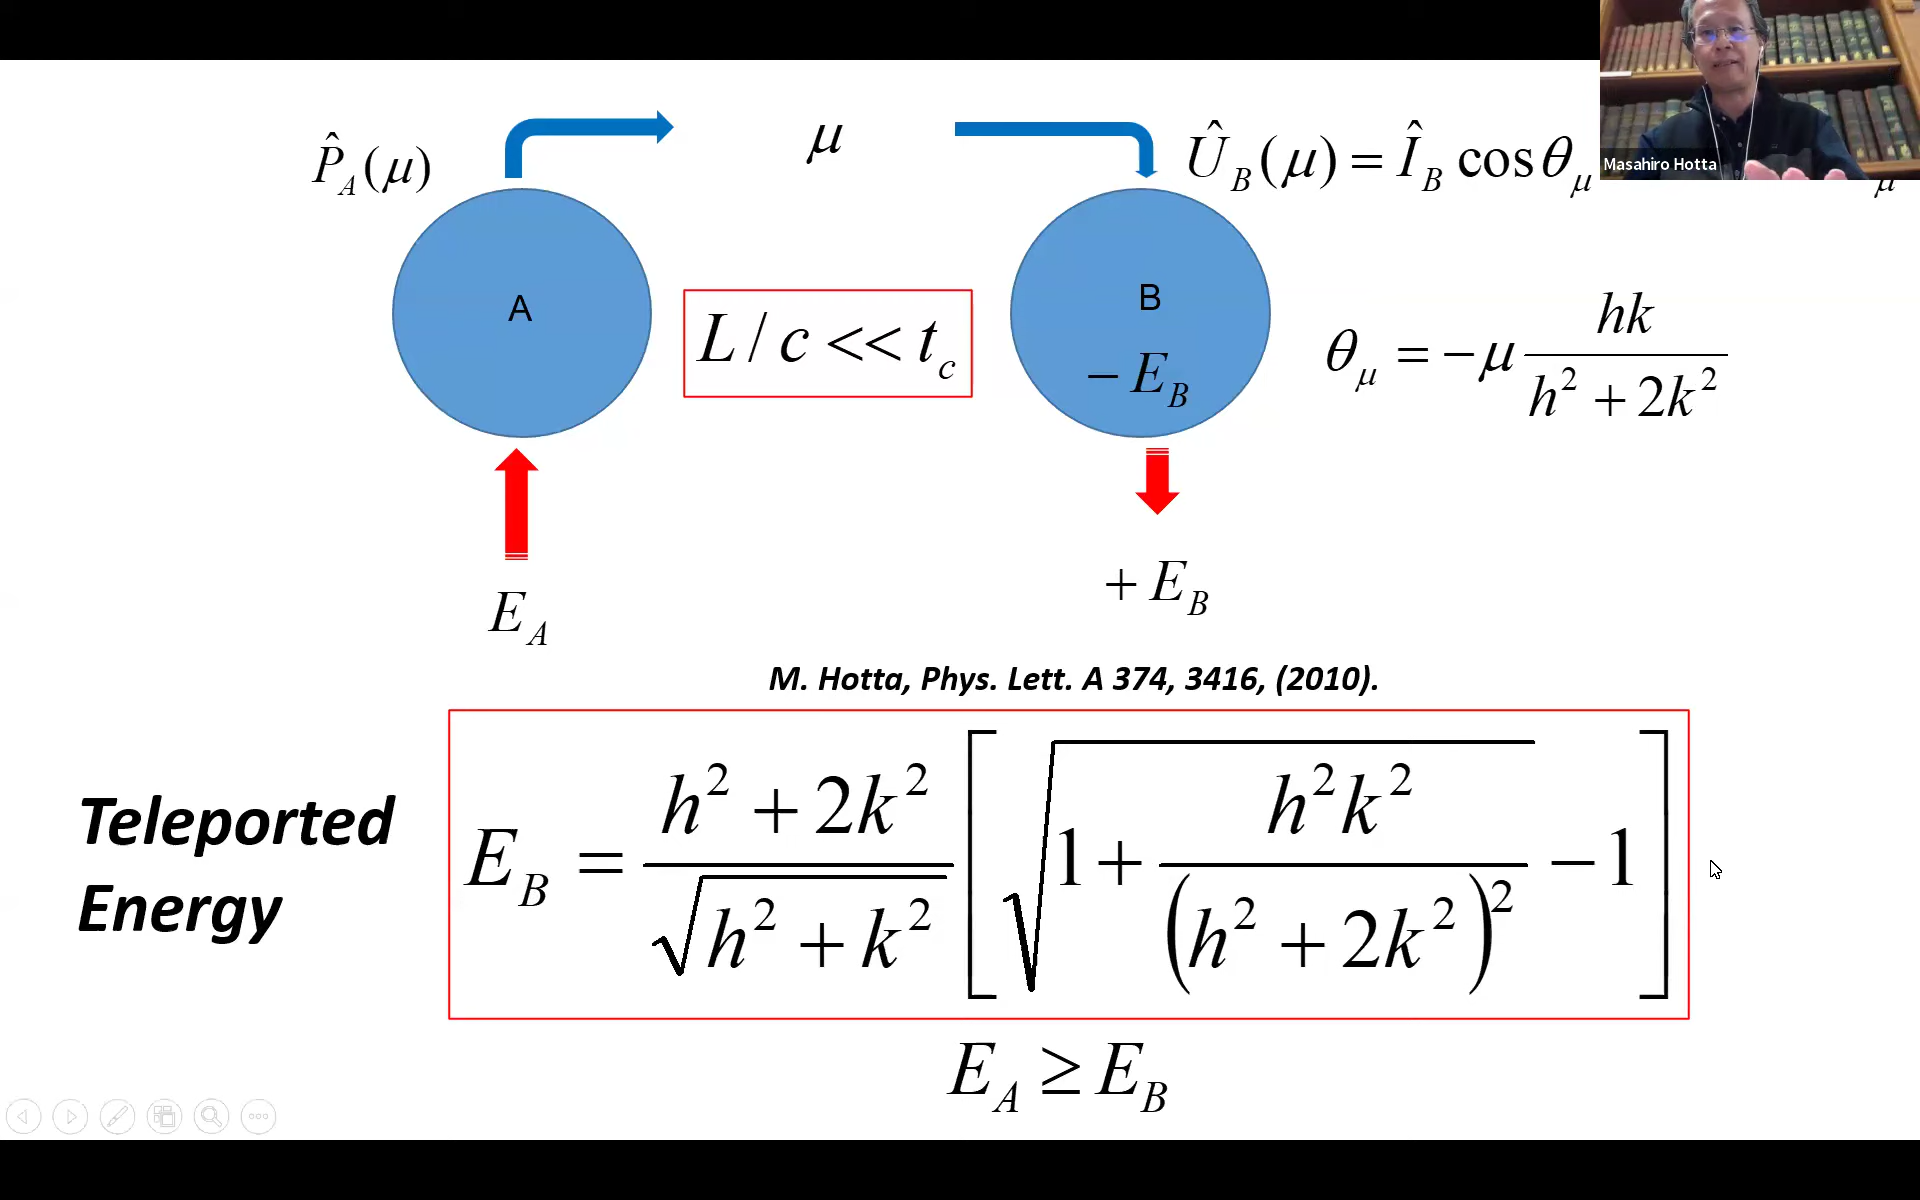 P̂_A(μ)
μ
Û_B(μ) = Î_B cos θ_μ
μ
Masahiro Hotta
A
L / c << t_c
B
− E_B
θ_μ = −μ hk / (h² + 2k²)
E_A
+ E_B
M. Hotta, Phys. Lett. A 374, 3416, (2010).
Teleported
Energy
E_B = (h² + 2k²) / √(h² + k²) [ √(1 + h²k² / (h² + 2k²)²) − 1 ]
E_A ≥ E_B